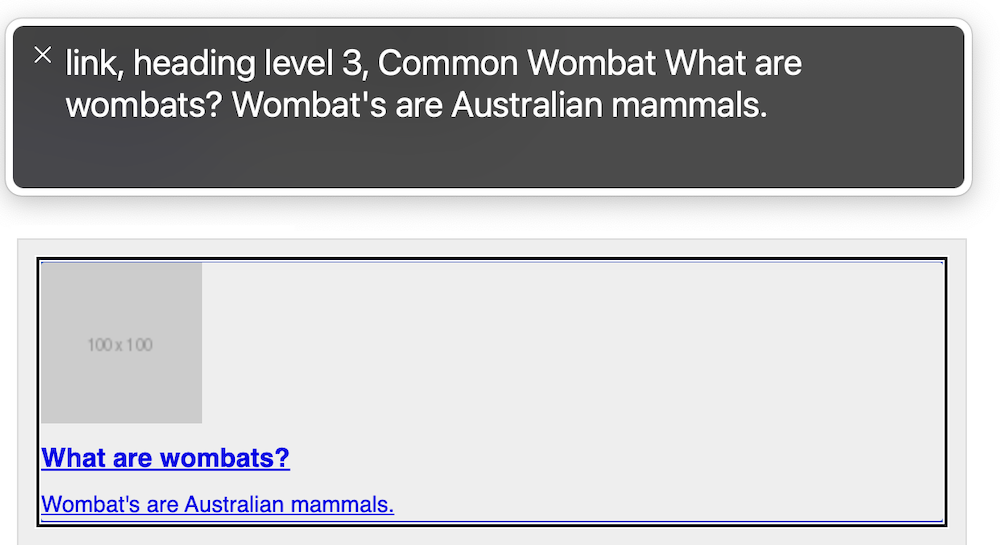 link, heading level 3, Common Wombat What are
wombats? Wombat's are Australian mammals.
100 x 100
What are wombats?
Wombat's are Australian mammals.